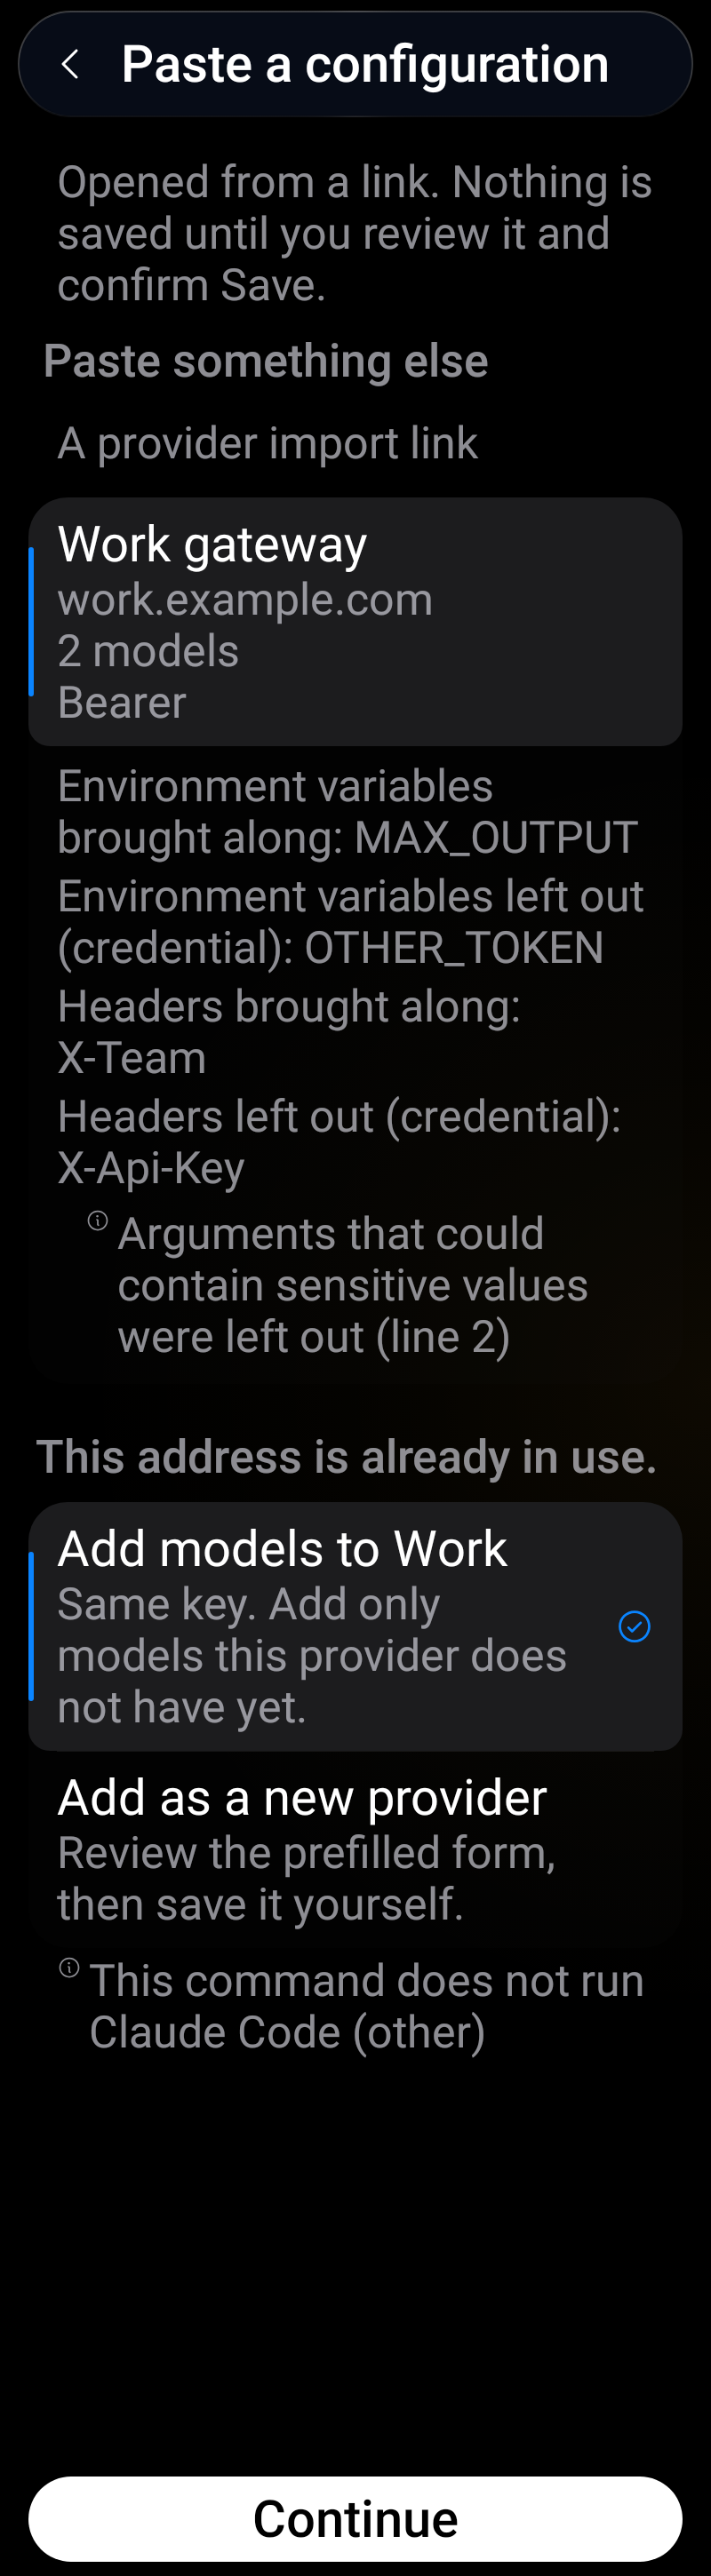 Paste a configuration
Opened from a link. Nothing is
saved until you review it and
confirm Save.
Paste something else
A provider import link
Work gateway
work.example.com
2 models
Bearer
Environment variables
brought along: MAX_OUTPUT
Environment variables left out
(credential): OTHER_TOKEN
Headers brought along:
X-Team
Headers left out (credential):
X-Api-Key
Arguments that could
contain sensitive values
were left out (line 2)
This address is already in use.
Add models to Work
Same key. Add only
models this provider does
not have yet.
Add as a new provider
Review the prefilled form,
then save it yourself.
This command does not run
Claude Code (other)
Continue